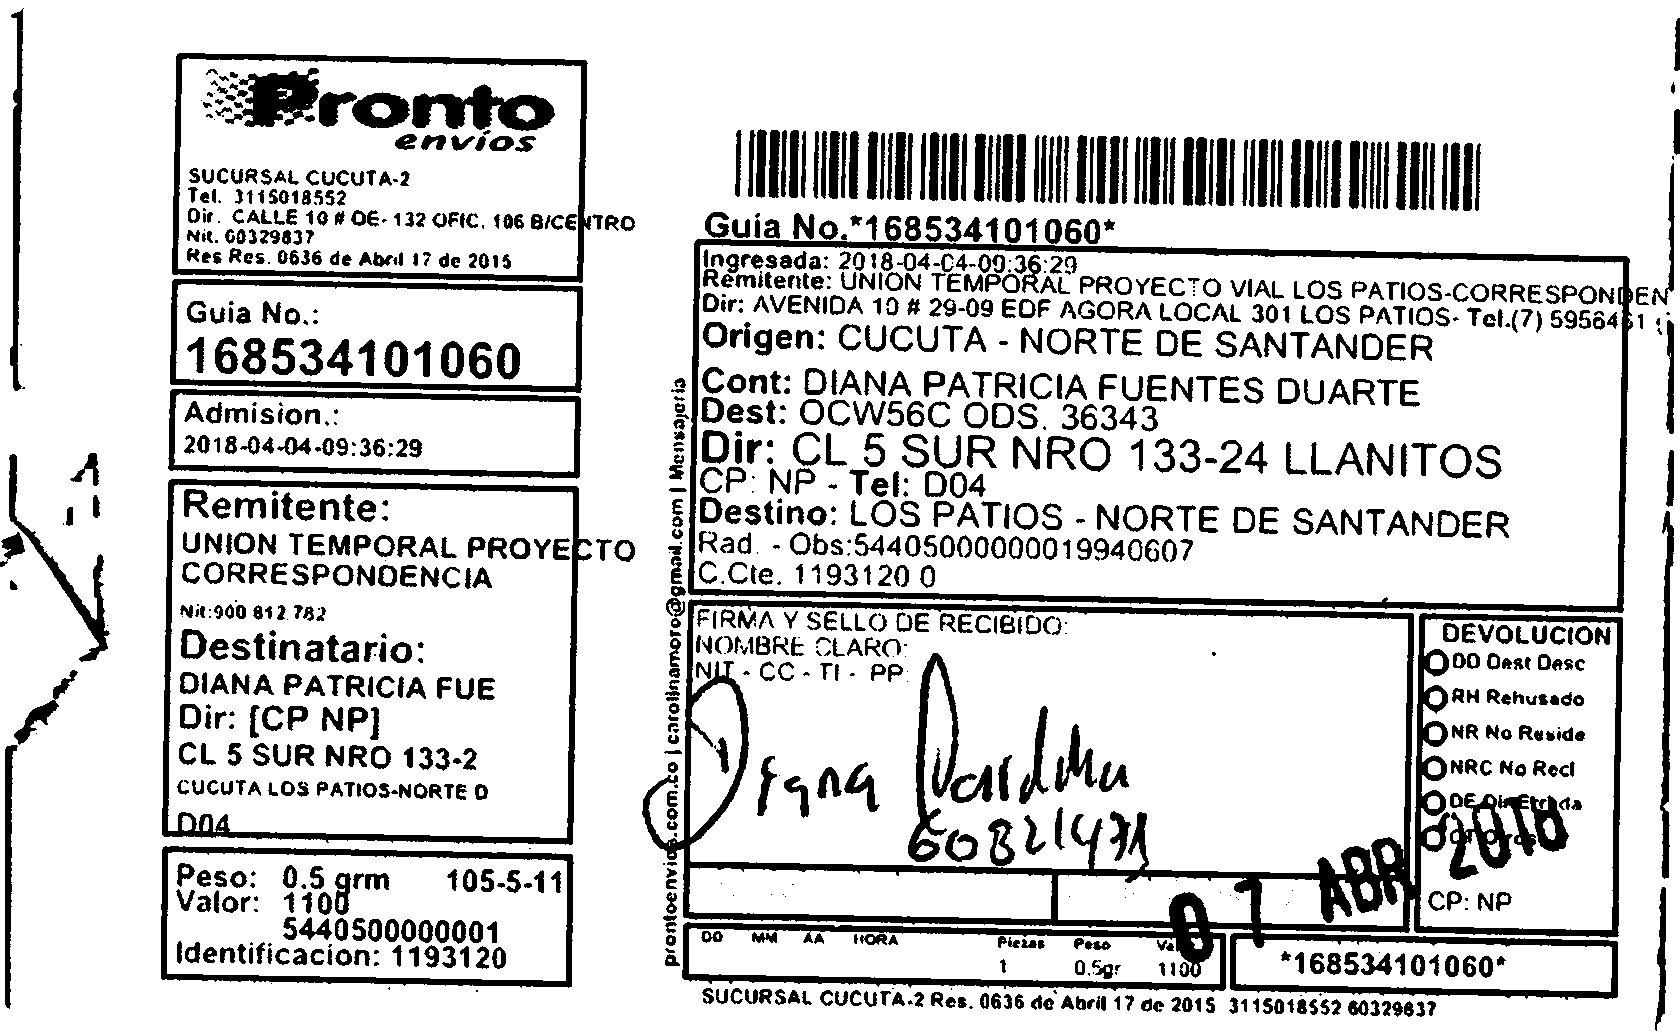 Pronto
envíos
SUCURSAL CUCUTA-2
Tel. 3115018552
Dir. CALLE 10 # OE-132 OFIC. 106 B/CENTRO
Nit. 60329837
Res Res. 0636 de Abril 17 de 2015
Guia No.:
168534101060
Admision.:
2018-04-04-09:36:29
Remitente:
UNION TEMPORAL PROYECTO
CORRESPONDENCIA
Nit:900 812 782
Destinatario:
DIANA PATRICIA FUE
Dir: [CP NP]
CL 5 SUR NRO 133-2
CUCUTA LOS PATIOS-NORTE D
D04
Peso: 0.5 grm 105-5-11
Valor: 1100
5440500000001
Identificacion: 1193120
prontoenvios.com.co | carolinamoro@gmail.com | Mensajeria
Guia No.*168534101060*
Ingresada: 2018-04-04-09:36:29
Remitente: UNION TEMPORAL PROYECTO VIAL LOS PATIOS-CORRESPONDEN
Dir: AVENIDA 10 # 29-09 EDF AGORA LOCAL 301 LOS PATIOS- Tel.(7) 5956461
Origen: CUCUTA - NORTE DE SANTANDER
Cont: DIANA PATRICIA FUENTES DUARTE
Dest: OCW56C ODS. 36343
Dir: CL 5 SUR NRO 133-24 LLANITOS
CP: NP - Tel: D04
Destino: LOS PATIOS - NORTE DE SANTANDER
Rad. - Obs:544050000000019940607
C.Cte. 1193120 0
FIRMA Y SELLO DE RECIBIDO:
NOMBRE CLARO:
NIT - CC - TI - PP:
Diana
DEVOLUCION
DD Dest Desc
RH Rehusado
NR No Reside
NRC No Recl
DE Dir Errada
OT Otros
CP: NP
07 ABR 2018
DD MM AA HORA Piezas Peso Valor
1 0.5gr 1100
*168534101060*
SUCURSAL CUCUTA-2 Res. 0636 de Abril 17 de 2015 3115018552 60329837